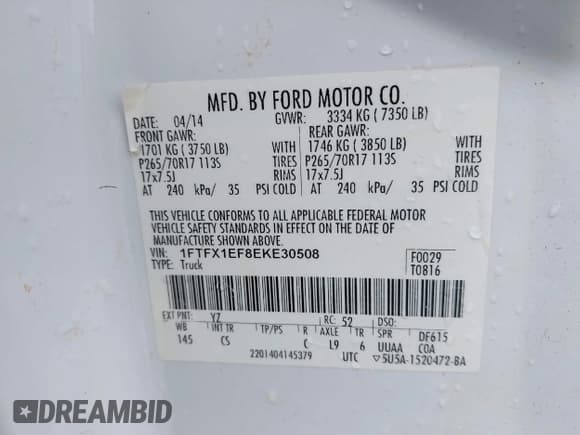 MFD. BY FORD MOTOR CO.
DATE: 04/14 GVWR: 3334 KG ( 7350 LB)
FRONT GAWR: REAR GAWR:
1701 KG ( 3750 LB) WITH 1746 KG ( 3850 LB) WITH
P265/70R17 113S TIRES P265/70R17 113S TIRES
17x7.5J RIMS 17x7.5J RIMS
AT 240 kPa/ 35 PSI COLD AT 240 kPa/ 35 PSI COLD
THIS VEHICLE CONFORMS TO ALL APPLICABLE FEDERAL MOTOR
VEHICLE SAFETY STANDARDS IN EFFECT ON THE DATE OF
MANUFACTURE SHOWN ABOVE.
VIN: 1FTFX1EF8EKE30508 F0029
TYPE: Truck T0816
EXT PNT: YZ RC: 52 DSO:
WB INT TR TP/PS R AXLE TR SPR DF615
145 CS C L9 6 UUAA COA
2201404145379 UTC ▽5U5A-1520472-BA
DREAMBID